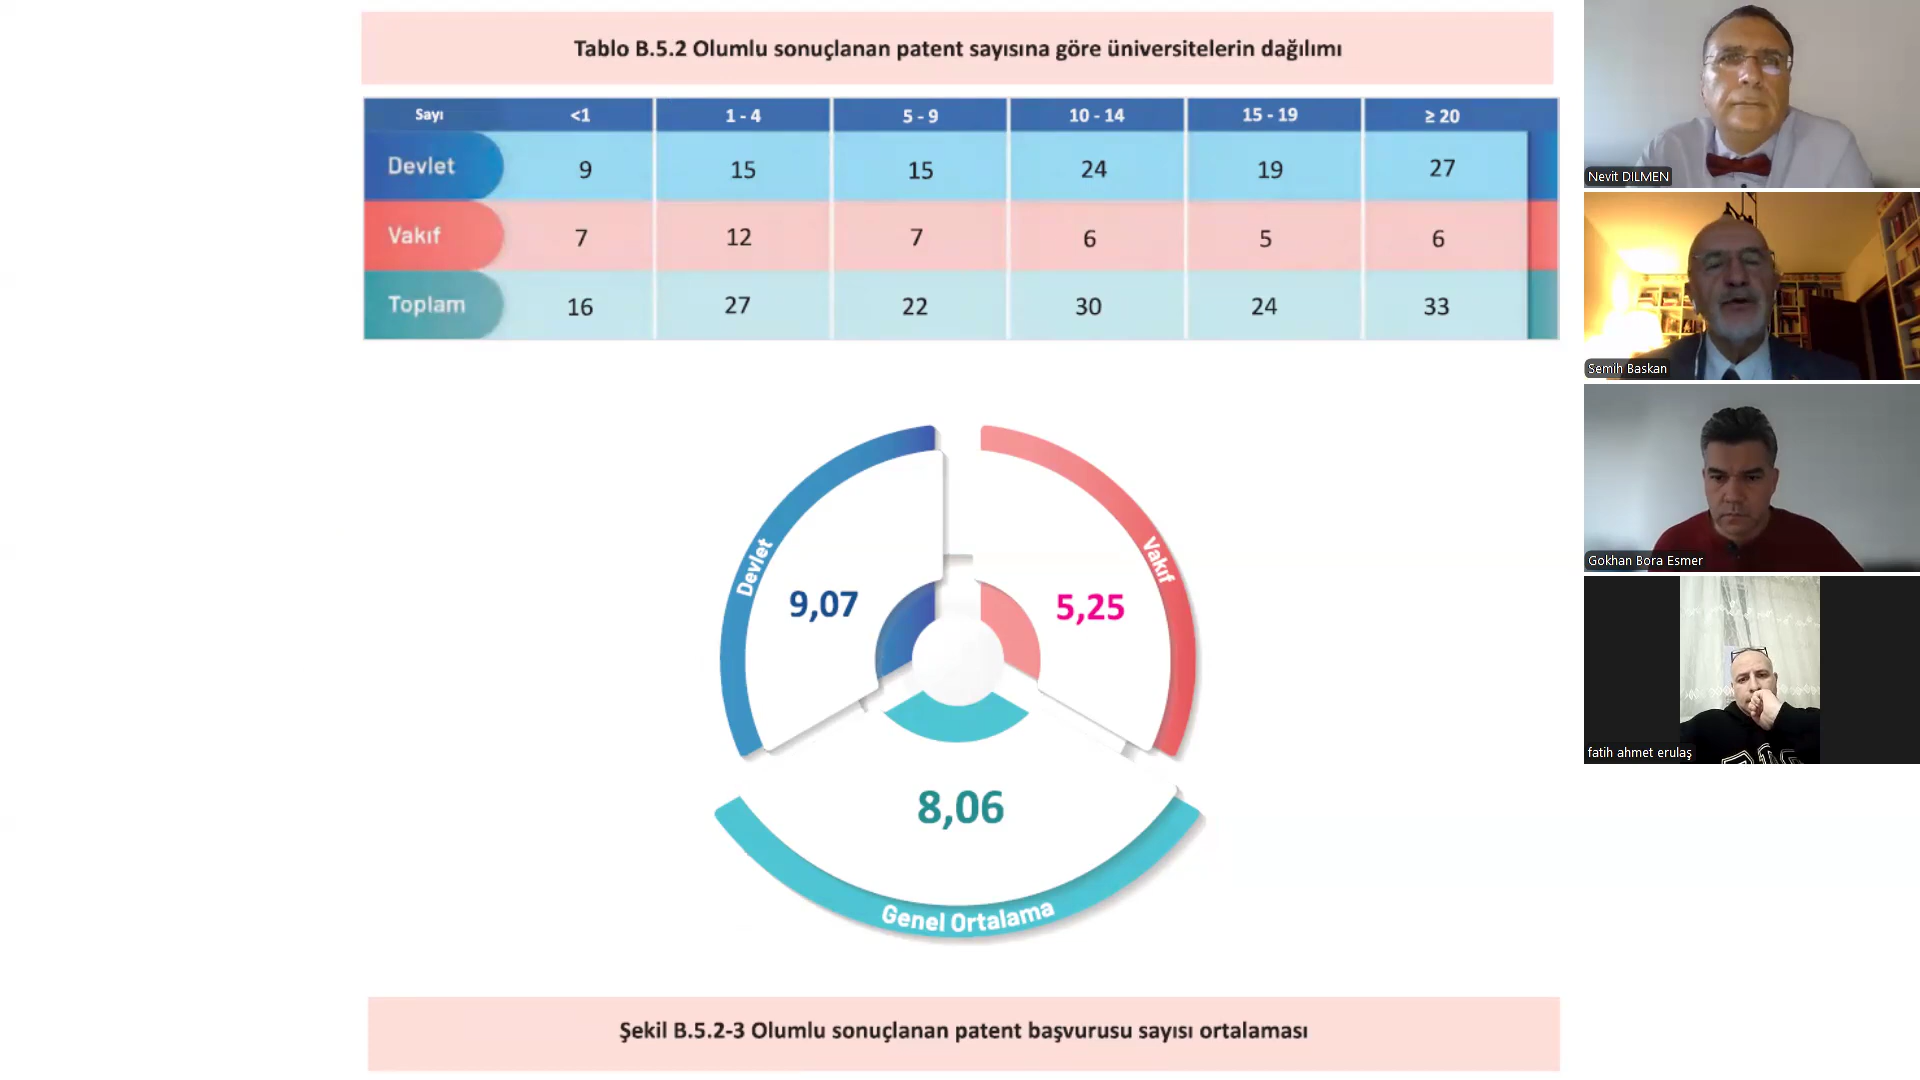 Tablo B.5.2 Olumlu sonuçlanan patent sayısına göre üniversitelerin dağılımı
Sayı <1 1 - 4 5 - 9 10 - 14 15 - 19 ≥ 20
Devlet 9 15 15 24 19 27
Vakıf 7 12 7 6 5 6
Toplam 16 27 22 30 24 33
Devlet
9,07
Vakıf
5,25
8,06
Genel Ortalama
Şekil B.5.2-3 Olumlu sonuçlanan patent başvurusu sayısı ortalaması
Nevit DILMEN
Semih Baskan
Gokhan Bora Esmer
fatih ahmet erulaş